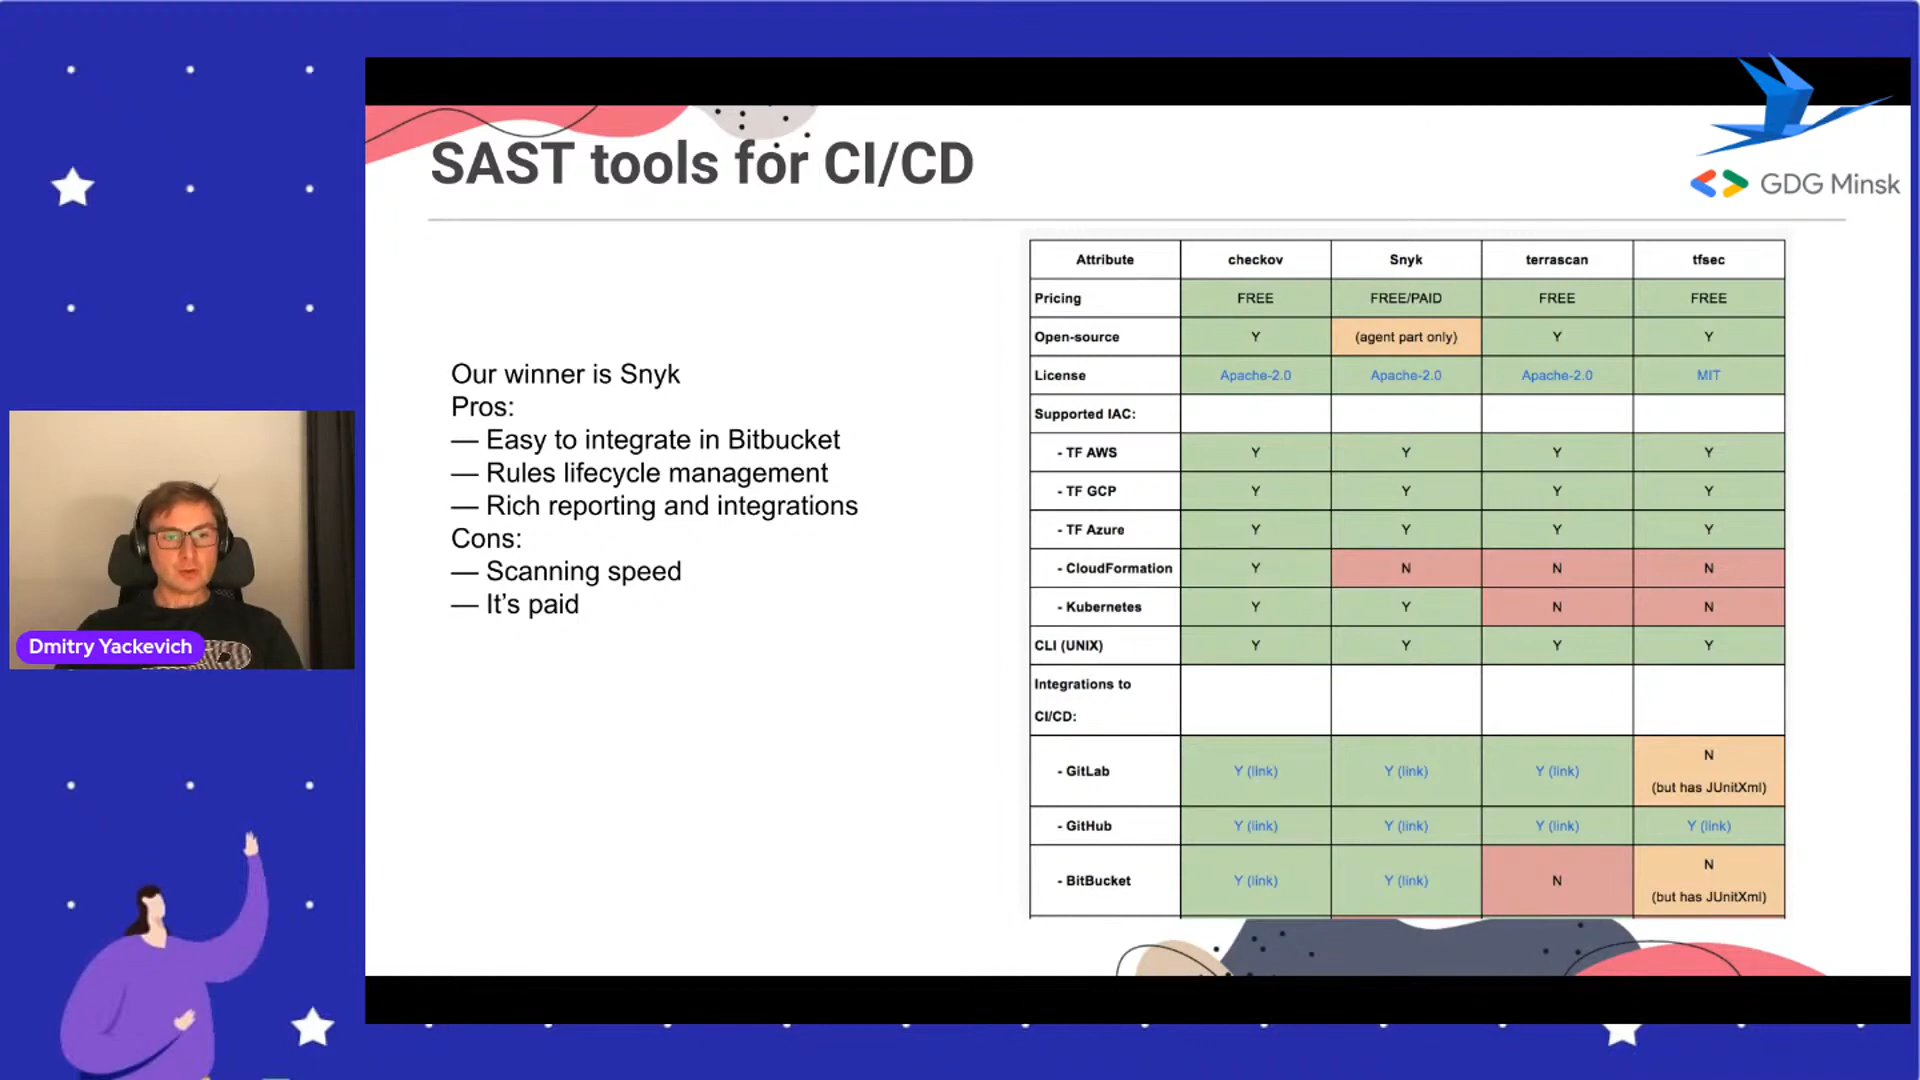 SAST tools for CI/CD
GDG Minsk
Our winner is Snyk
Pros:
— Easy to integrate in Bitbucket
— Rules lifecycle management
— Rich reporting and integrations
Cons:
— Scanning speed
— It’s paid
Attribute checkov Snyk terrascan tfsec
Pricing FREE FREE/PAID FREE FREE
Open-source Y (agent part only) Y Y
License Apache-2.0 Apache-2.0 Apache-2.0 MIT
Supported IAC:
- TF AWS Y Y Y Y
- TF GCP Y Y Y Y
- TF Azure Y Y Y Y
- CloudFormation Y N N N
- Kubernetes Y Y N N
CLI (UNIX) Y Y Y Y
Integrations to
CI/CD:
- GitLab Y (link) Y (link) Y (link) N
(but has JUnitXml)
- GitHub Y (link) Y (link) Y (link) Y (link)
- BitBucket Y (link) Y (link) N N
(but has JUnitXml)
Dmitry Yackevich